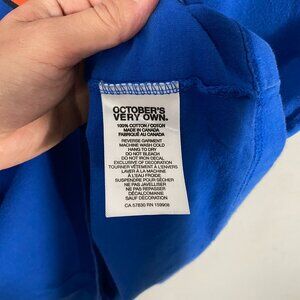 OCTOBER'S
VERY OWN.
100% COTTON / COTON
MADE IN CANADA
FABRIQUÉ AU CANADA
REVERSE GARMENT
MACHINE WASH COLD
HANG TO DRY
DO NOT BLEACH
DO NOT IRON DECAL
EXCLUSIVE OF DECORATION
TOURNER VÊTEMENT À L'ENVERS
LAVER À LA MACHINE
À L'EAU FROIDE
SUSPENDRE POUR SÉCHER
NE PAS JAVELLISER
NE PAS REPASSER
DÉCALCOMANIE
SAUF DÉCORATION
CA 57830 RN 159908